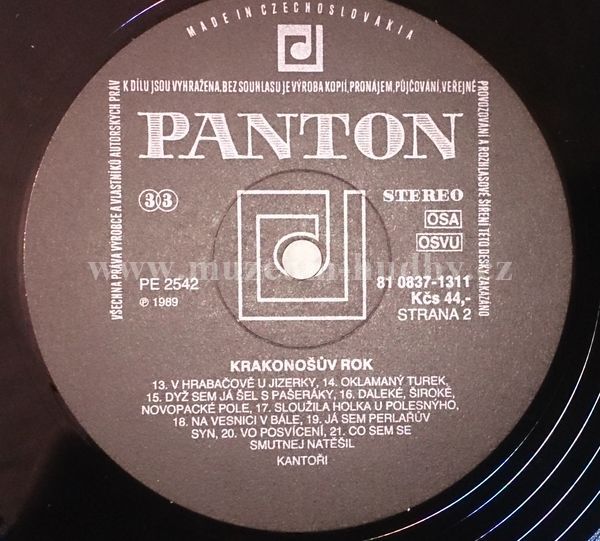 MADE IN CZECHOSLOVAKIA
K DÍLU JSOU VYHRAŽENA. BEZ SOUHLASU JE VÝROBA KOPIÍ, PRONÁJEM, PŮJČOVÁNÍ, VEŘEJNÉ
PROVOZOVÁNÍ A ROZHLASOVÉ ŠÍŘENÍ TÉTO DESKY ZAKÁZÁNO
VŠECHNA PRÁVA VÝROBCE A VLASTNÍKŮ AUTORSKÝCH PRÁV
PANTON
33
STEREO
OSA
OSVU
www.muzeum-hudby.cz
PE 2542
℗ 1989
81 0837-1311
Kčs 44,-
STRANA 2
KRAKONOŠŮV ROK
13. V HRABAČOVĚ U JIZERKY, 14. OKLAMANÝ TUREK,
15. DYŽ SEM JÁ ŠEL S PAŠERÁKY, 16. DALEKÉ, ŠIROKÉ,
NOVOPACKÉ POLE, 17. SLOUŽILA HOLKA U POLESNÝHO,
18. NA VESNICI V BÁLE, 19. JÁ SEM PERLAŘŮV
SYN, 20. VO POSVÍCENÍ, 21. CO SEM SE
SMUTNEJ NATĚŠIL
KANTOŘI